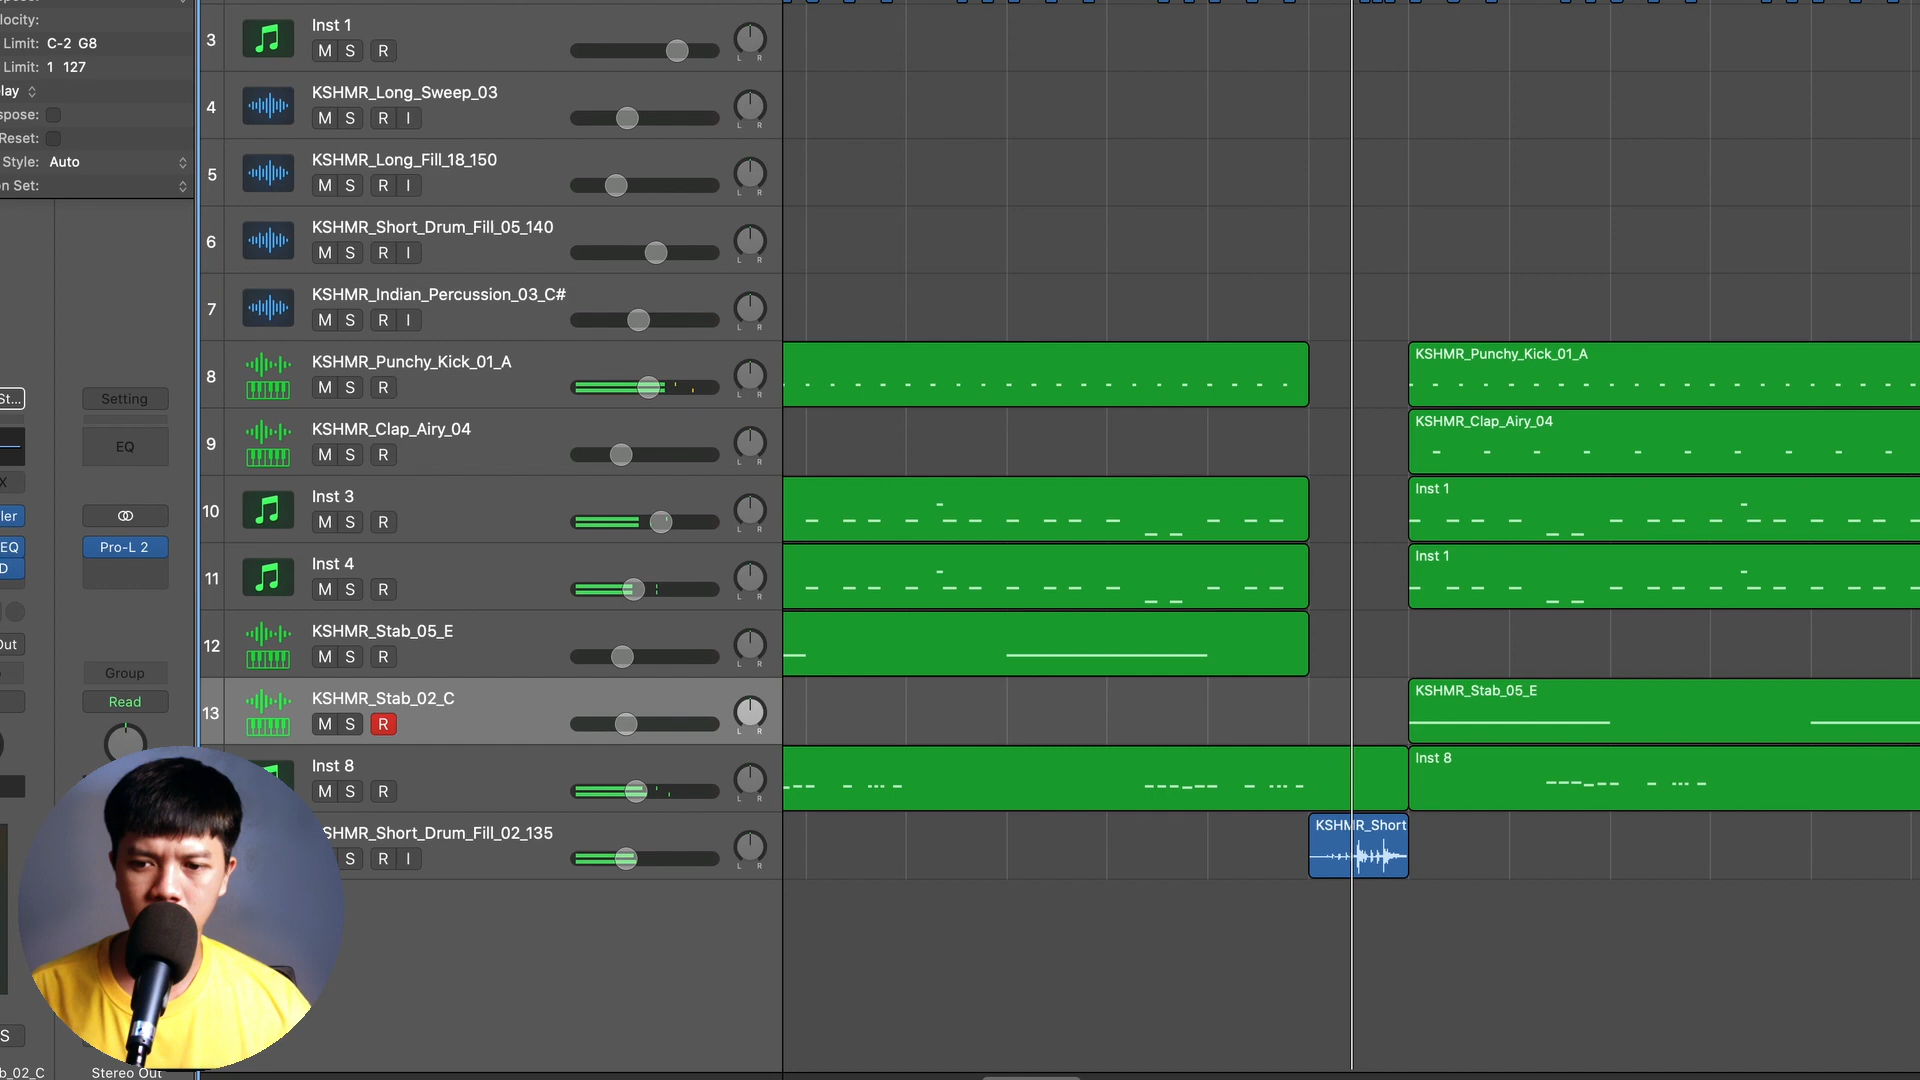 locity:
Limit: C-2 G8
Limit: 1 127
lay
spose:
Reset:
Style: Auto
n Set:
St...
X
ler
EQ
D
Out
S
b_02_C
Setting
EQ
Pro-L 2
Group
Read
Stereo Out
3 Inst 1
M S R
L R
4 KSHMR_Long_Sweep_03
M S R I
L R
5 KSHMR_Long_Fill_18_150
M S R I
L R
6 KSHMR_Short_Drum_Fill_05_140
M S R I
L R
7 KSHMR_Indian_Percussion_03_C#
M S R I
L R
8 KSHMR_Punchy_Kick_01_A
M S R
L R
9 KSHMR_Clap_Airy_04
M S R
L R
10 Inst 3
M S R
L R
11 Inst 4
M S R
L R
12 KSHMR_Stab_05_E
M S R
L R
13 KSHMR_Stab_02_C
M S R
L R
Inst 8
M S R
L R
SHMR_Short_Drum_Fill_02_135
S R I
L R
KSHMR_Punchy_Kick_01_A
KSHMR_Clap_Airy_04
Inst 1
Inst 1
KSHMR_Stab_05_E
Inst 8
KSHMR_Short